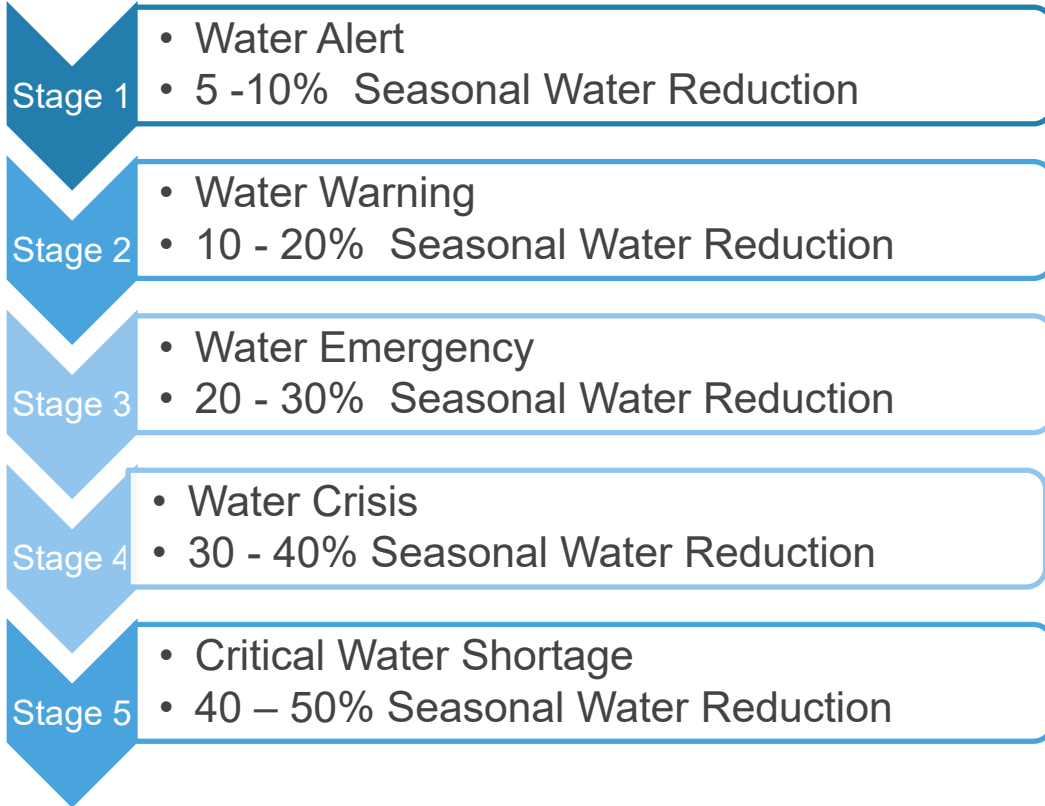 Stage 1
• Water Alert
• 5 -10%  Seasonal Water Reduction
Stage 2
• Water Warning
• 10 - 20%  Seasonal Water Reduction
Stage 3
• Water Emergency
• 20 - 30%  Seasonal Water Reduction
Stage 4
• Water Crisis
• 30 - 40% Seasonal Water Reduction
Stage 5
• Critical Water Shortage
• 40 – 50% Seasonal Water Reduction